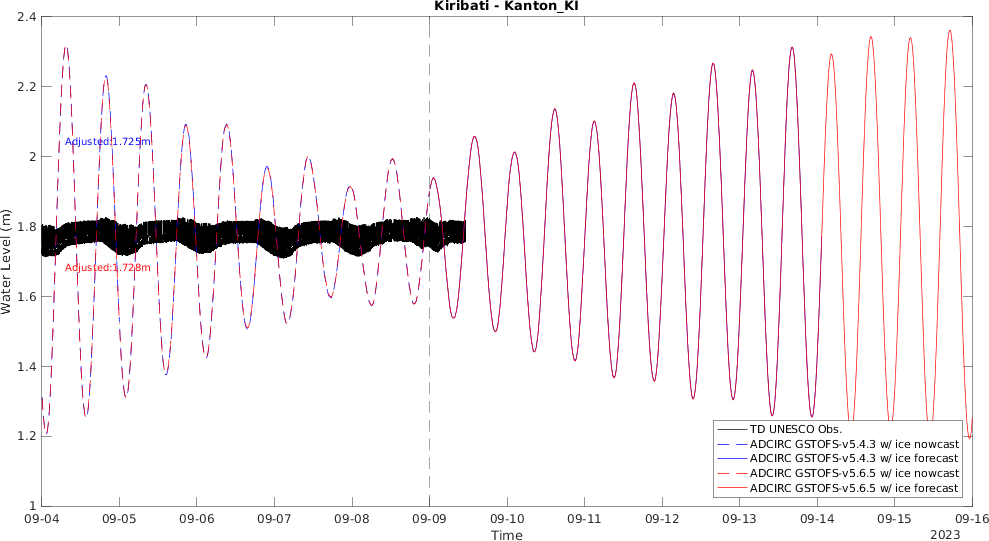 Kiribati - Kanton_KI
2.4
2.2
2
1.8
1.6
1.4
1.2
1
Water Level (m)
Adjusted:1.725m
Adjusted:1.728m
TD UNESCO Obs.
ADCIRC GSTOFS-v5.4.3 w/ ice nowcast
ADCIRC GSTOFS-v5.4.3 w/ ice forecast
ADCIRC GSTOFS-v5.6.5 w/ ice nowcast
ADCIRC GSTOFS-v5.6.5 w/ ice forecast
09-04 09-05 09-06 09-07 09-08 09-09 09-10 09-11 09-12 09-13 09-14 09-15 09-16
Time
2023